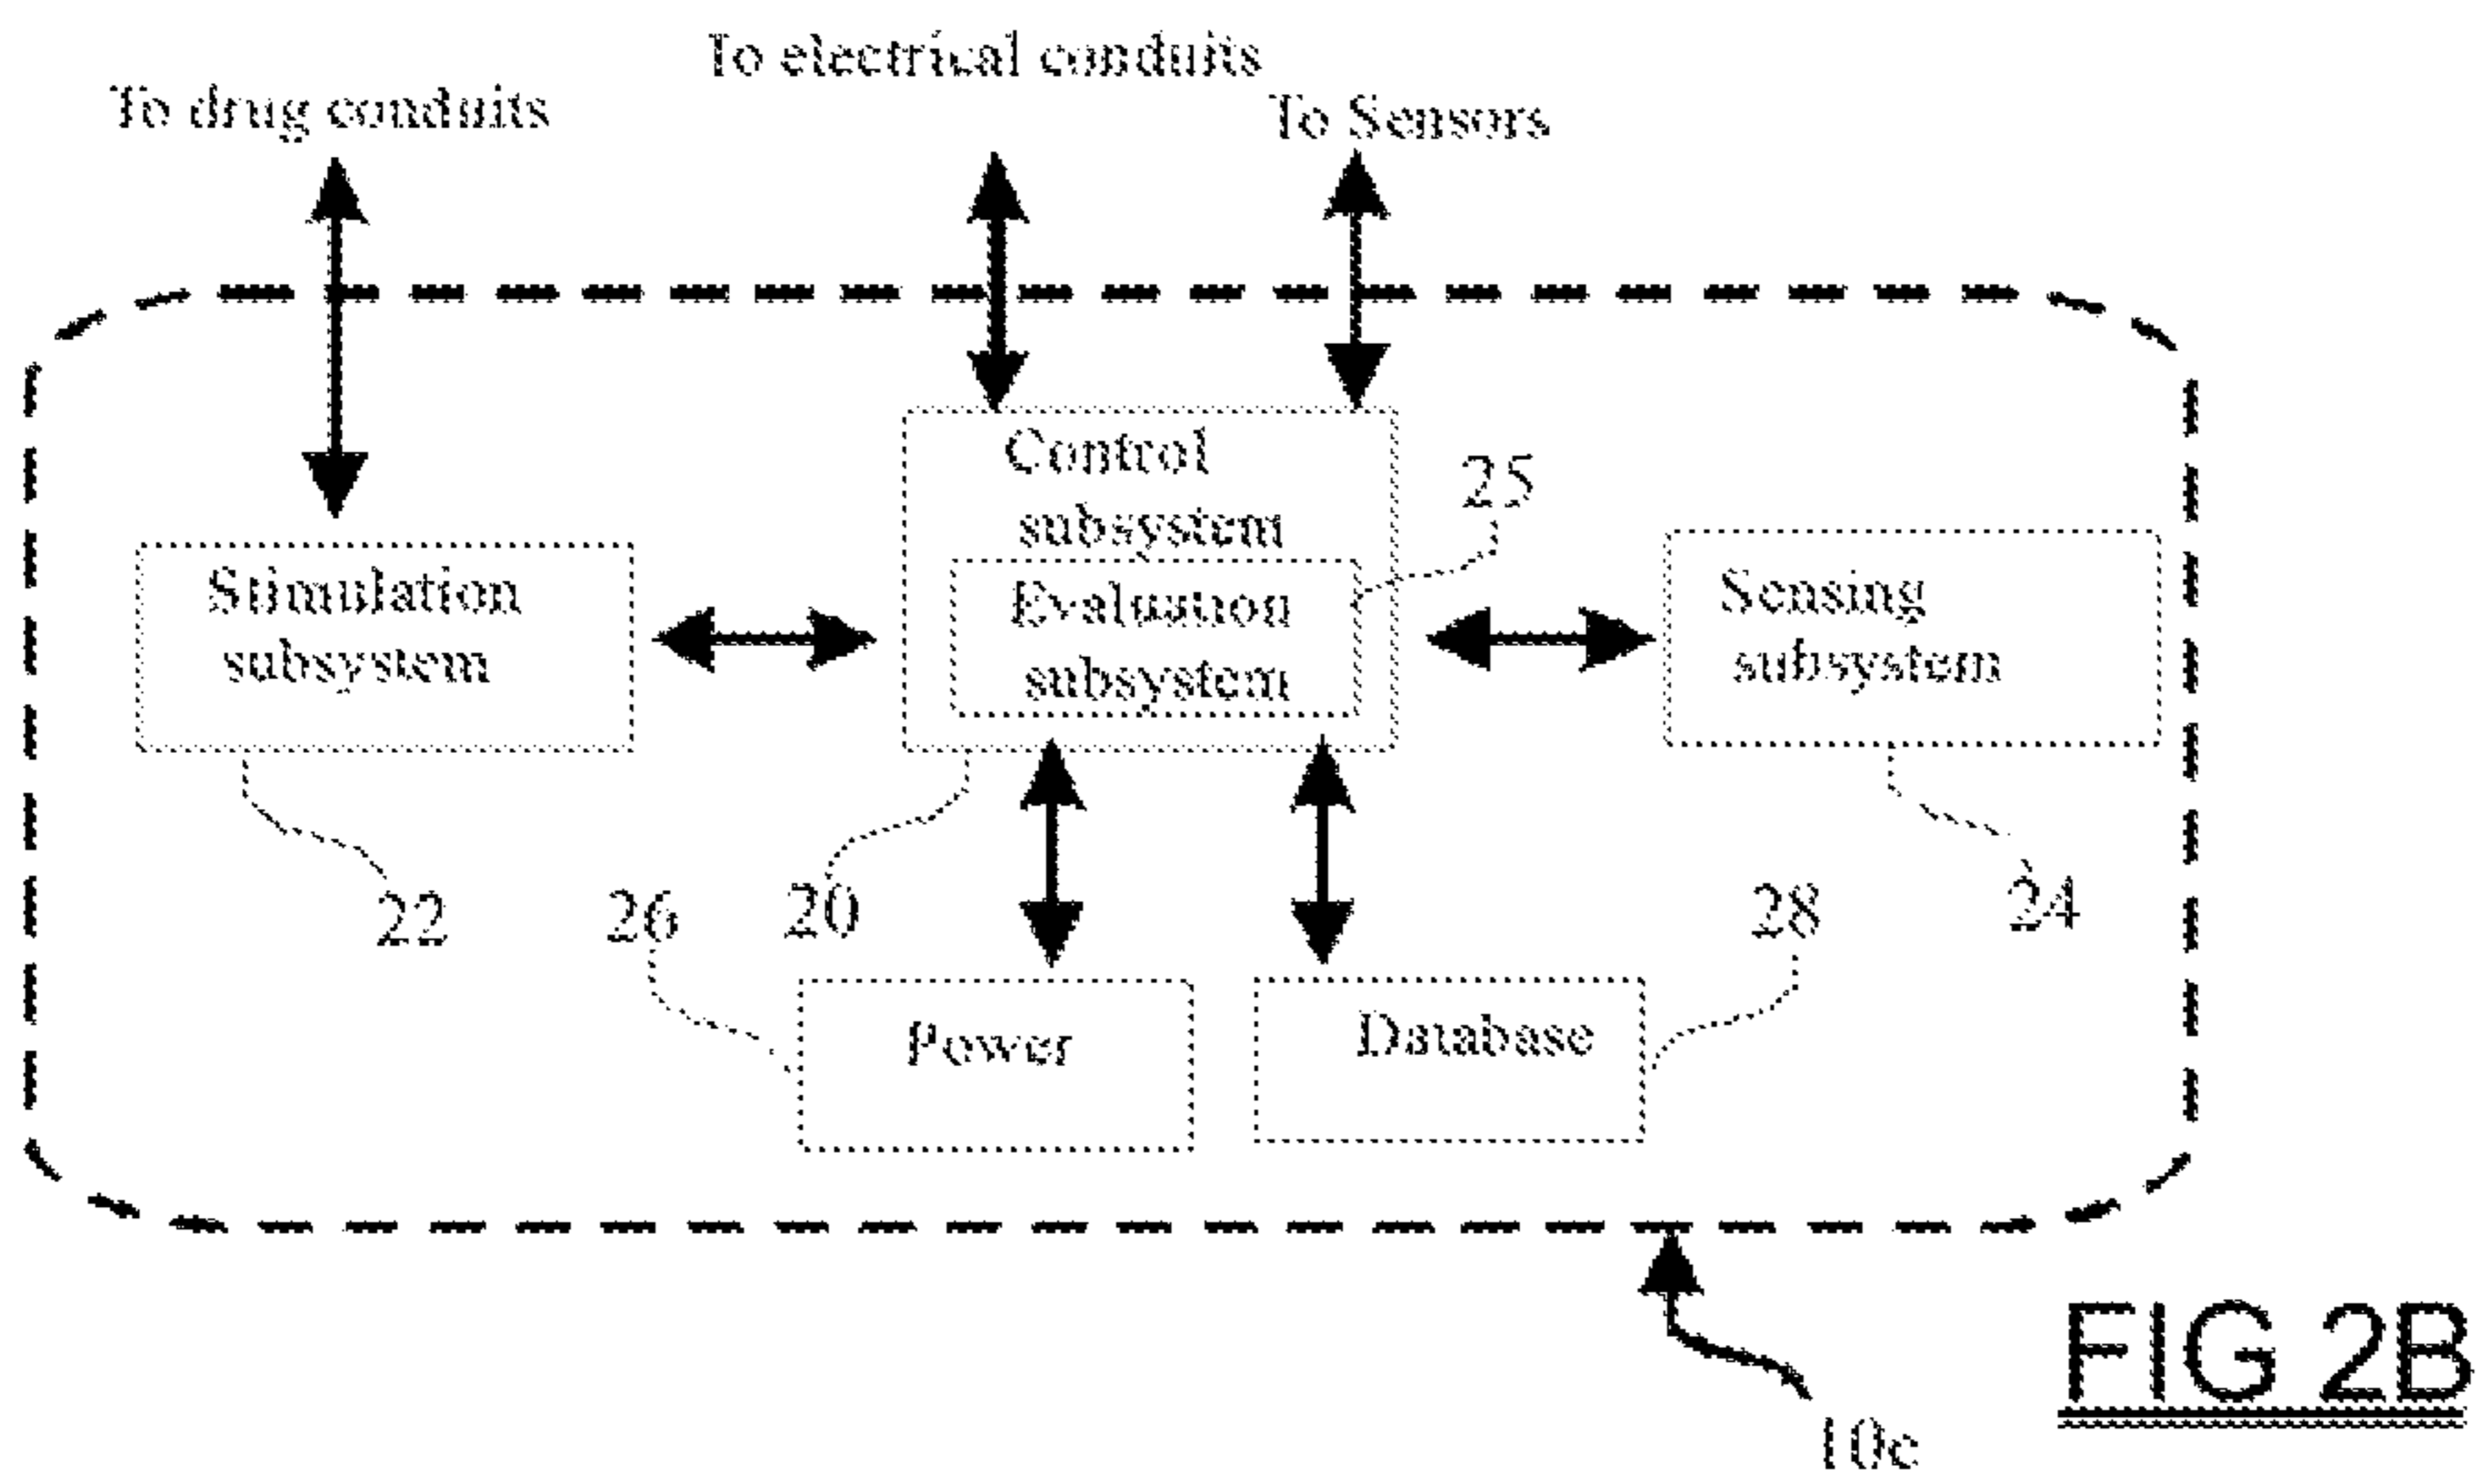 To electrical conduits
To drug conduits
To Sensors
Control
subsystem
25
Evaluation
subsystem
Stimulation
subsystem
Sensing
subsystem
22
26
20
28
24
Power
Database
FIG 2B
10c